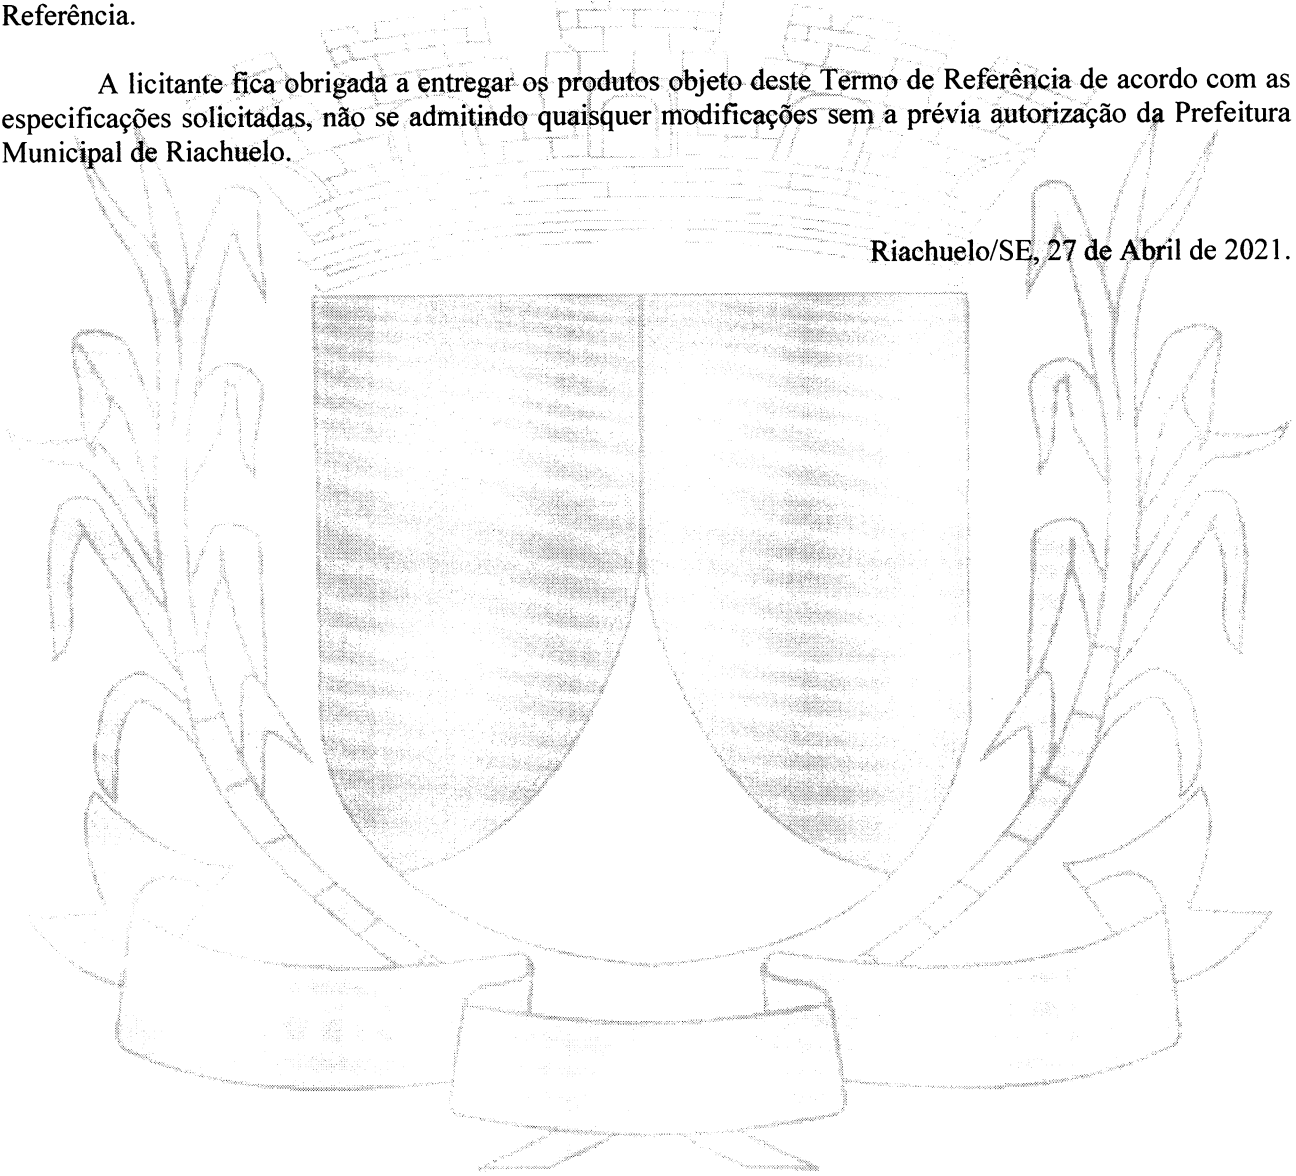 Referência.
A licitante fica obrigada a entregar os produtos objeto deste Termo de Referência de acordo com as
especificações solicitadas, não se admitindo quaisquer modificações sem a prévia autorização da Prefeitura
Municipal de Riachuelo.
Riachuelo/SE, 27 de Abril de 2021.